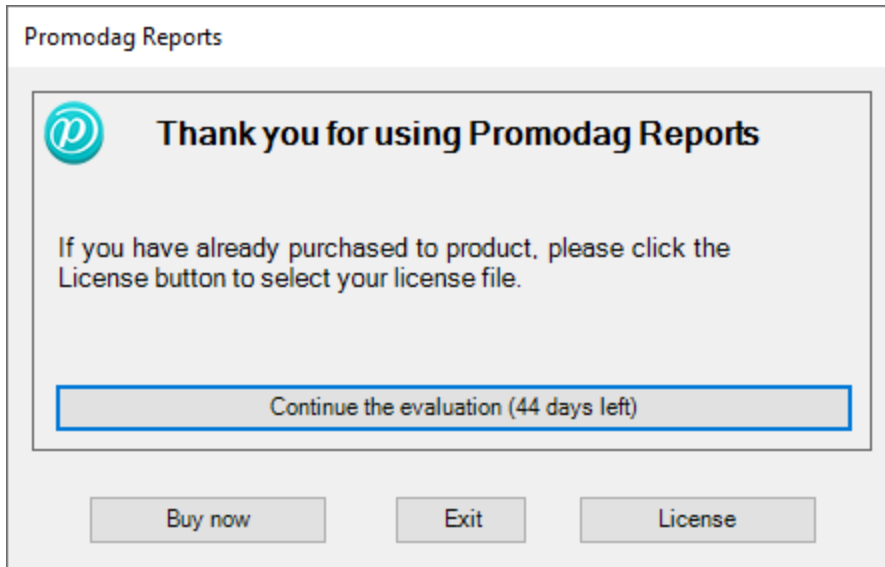 Promodag Reports
Thank you for using Promodag Reports
If you have already purchased to product, please click the
License button to select your license file.
Continue the evaluation (44 days left)
Buy now
Exit
License